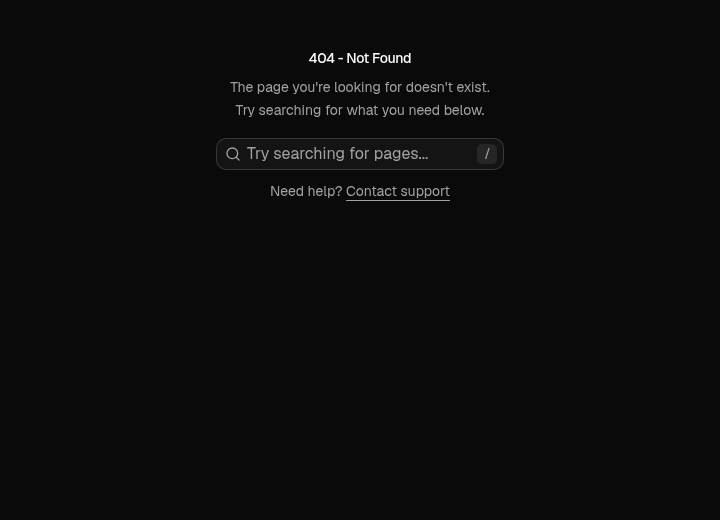 404 - Not Found
The page you're looking for doesn't exist.
Try searching for what you need below.
Try searching for pages... /
Need help? Contact support